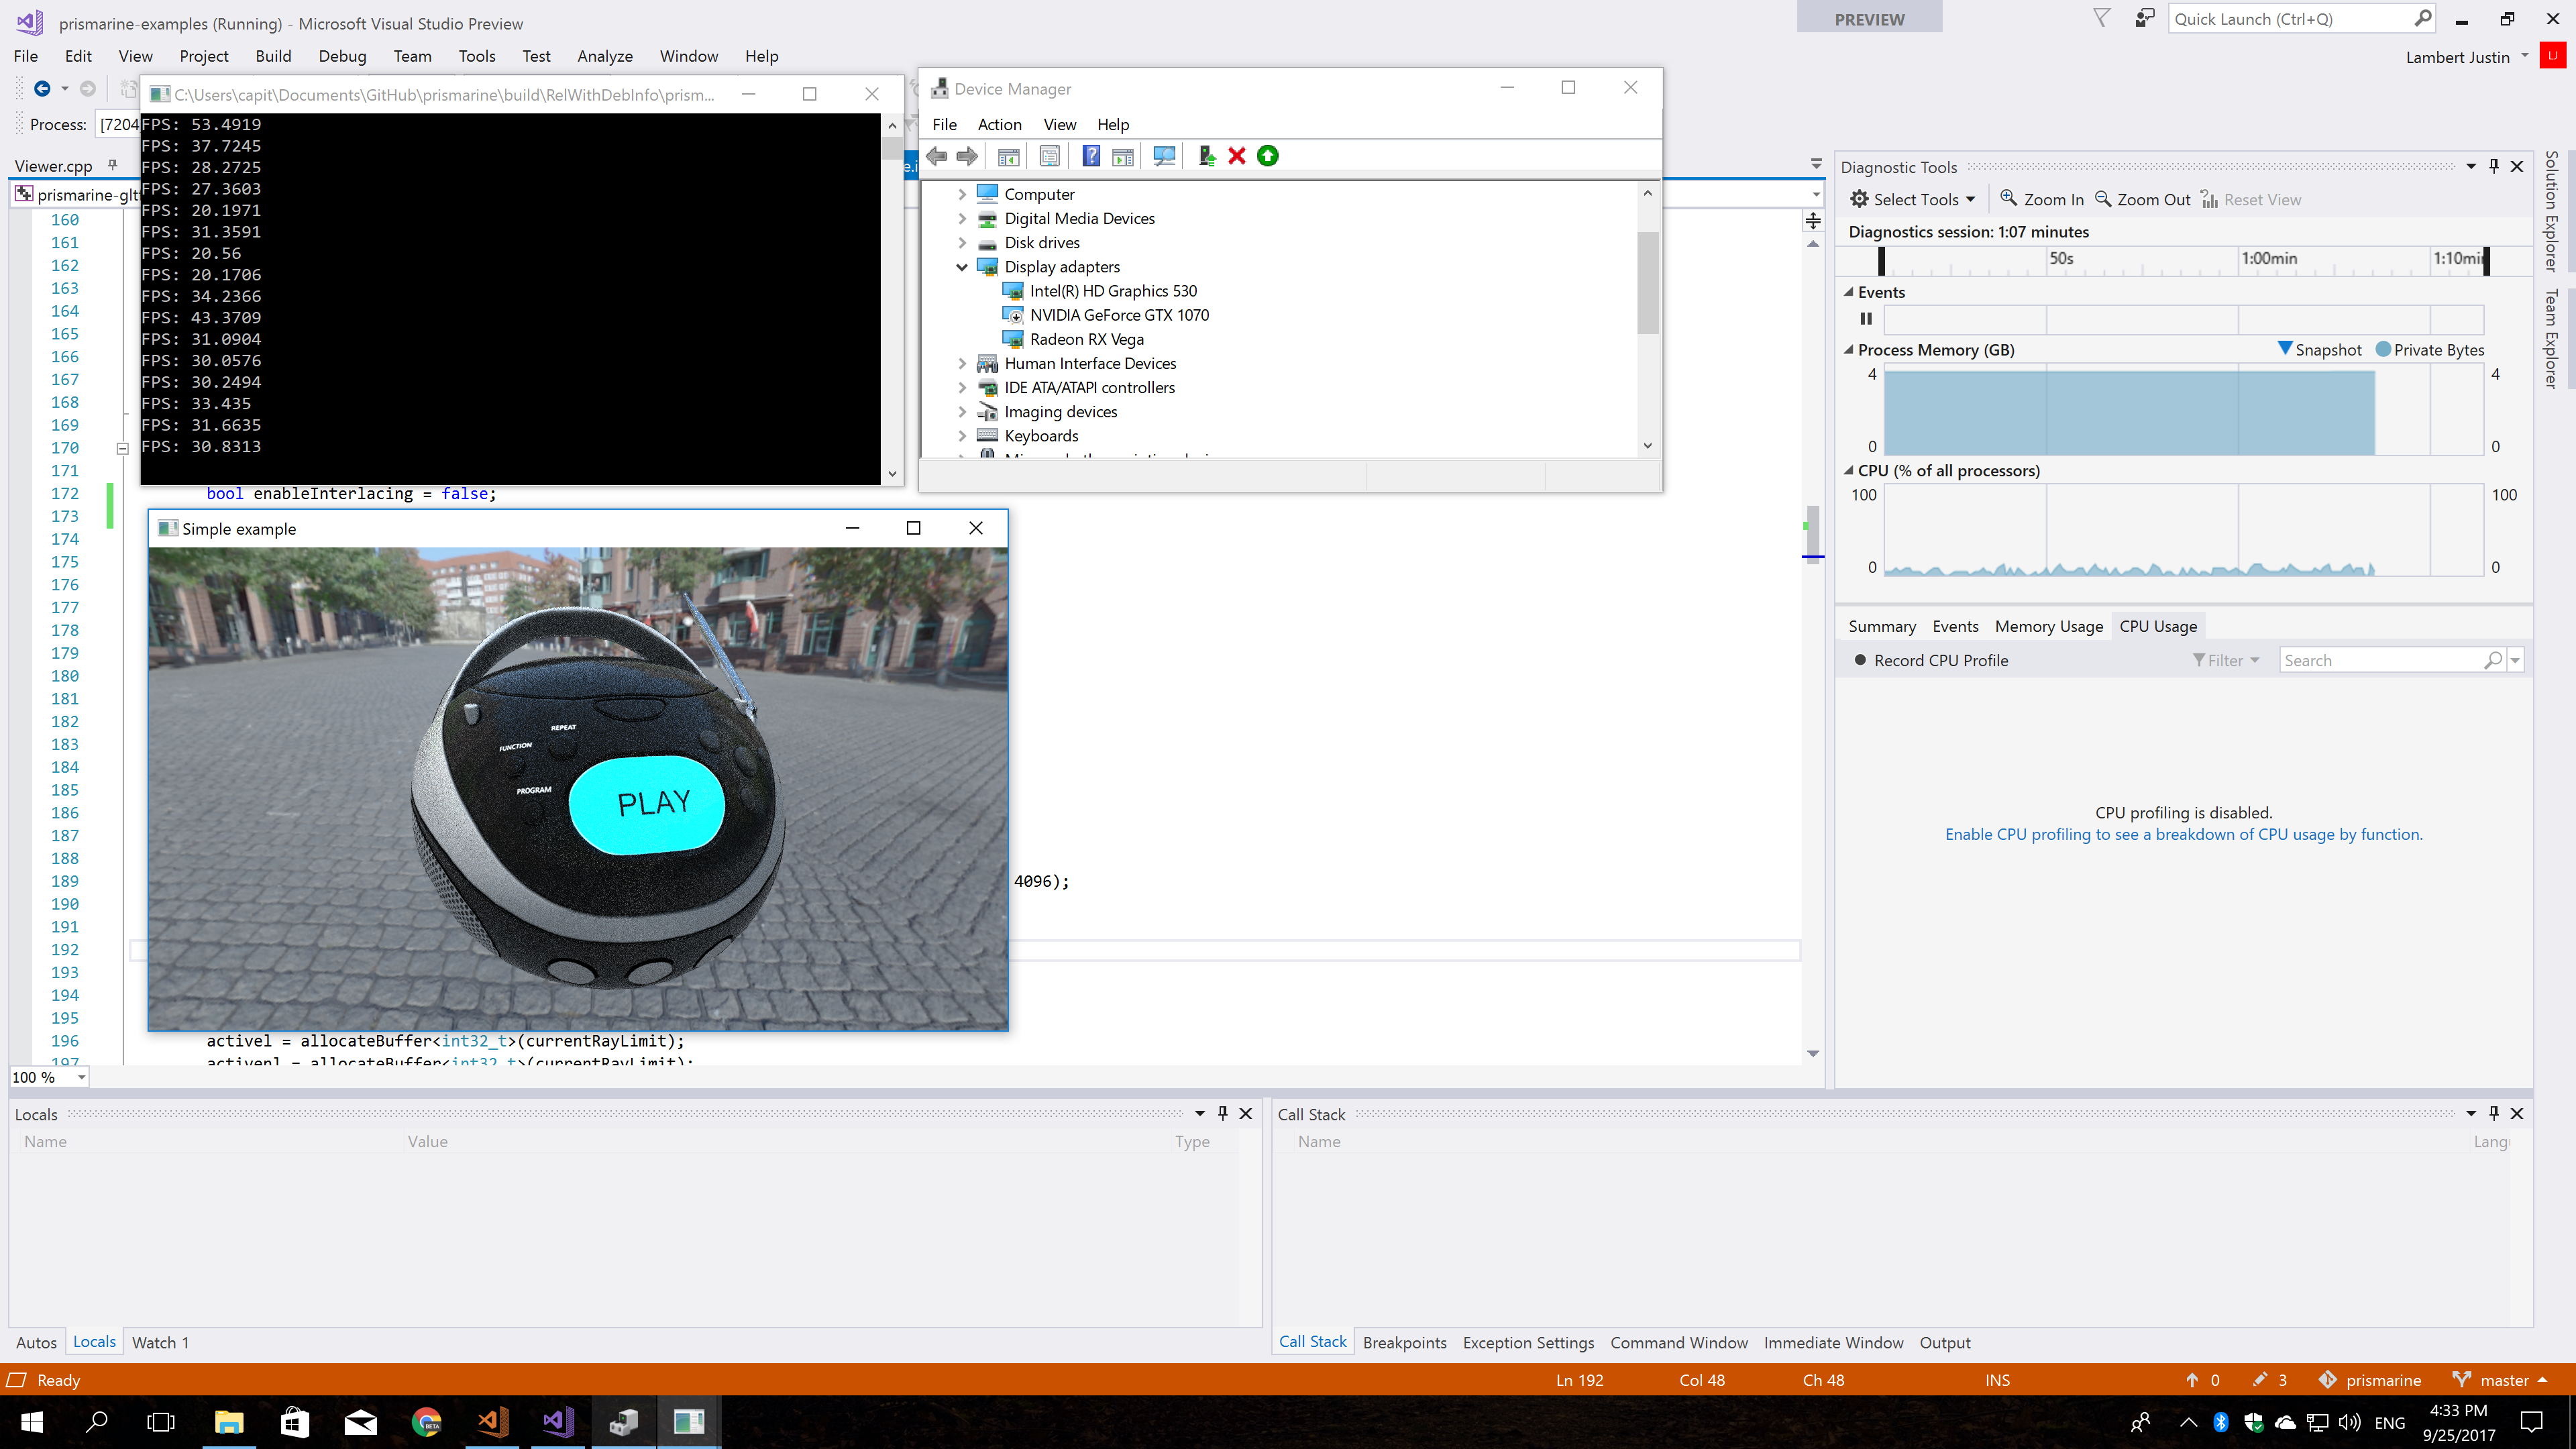 prismarine-examples (Running) - Microsoft Visual Studio Preview
PREVIEW
Quick Launch (Ctrl+Q)
File Edit View Project Build Debug Team Tools Test Analyze Window Help
Lambert Justin
LJ
Process: [7204
Viewer.cpp
prismarine-glt
C:\Users\capit\Documents\GitHub\prismarine\build\RelWithDebInfo\prism...
FPS: 53.4919
FPS: 37.7245
FPS: 28.2725
FPS: 27.3603
FPS: 20.1971
FPS: 31.3591
FPS: 20.56
FPS: 20.1706
FPS: 34.2366
FPS: 43.3709
FPS: 31.0904
FPS: 30.0576
FPS: 30.2494
FPS: 33.435
FPS: 31.6635
FPS: 30.8313
Device Manager
File Action View Help
Computer
Digital Media Devices
Disk drives
Display adapters
Intel(R) HD Graphics 530
NVIDIA GeForce GTX 1070
Radeon RX Vega
Human Interface Devices
IDE ATA/ATAPI controllers
Imaging devices
Keyboards
160
161
162
163
164
165
166
167
168
169
170
171
172 bool enableInterlacing = false;
173
174
175
176
177
178
179
180
181
182
183
184
185
186
187
188
189 4096);
190
191
192
193
194
195
196 activel = allocateBuffer<int32_t>(currentRayLimit);
197 activenl = allocateBuffer<int32_t>(currentRayLimit);
100 %
Simple example
REPEAT
FUNCTION
PROGRAM
PLAY
Diagnostic Tools
Select Tools Zoom In Zoom Out Reset View
Diagnostics session: 1:07 minutes
50s 1:00min 1:10min
Events
Process Memory (GB) Snapshot Private Bytes
4 4
0 0
CPU (% of all processors)
100 100
0 0
Summary Events Memory Usage CPU Usage
Record CPU Profile Filter Search
CPU profiling is disabled.
Enable CPU profiling to see a breakdown of CPU usage by function.
Solution Explorer
Team Explorer
Locals
Name Value Type
Autos Locals Watch 1
Call Stack
Name Langu
Call Stack Breakpoints Exception Settings Command Window Immediate Window Output
Ready Ln 192 Col 48 Ch 48 INS 0 3 prismarine master
BETA
ENG
4:33 PM
9/25/2017